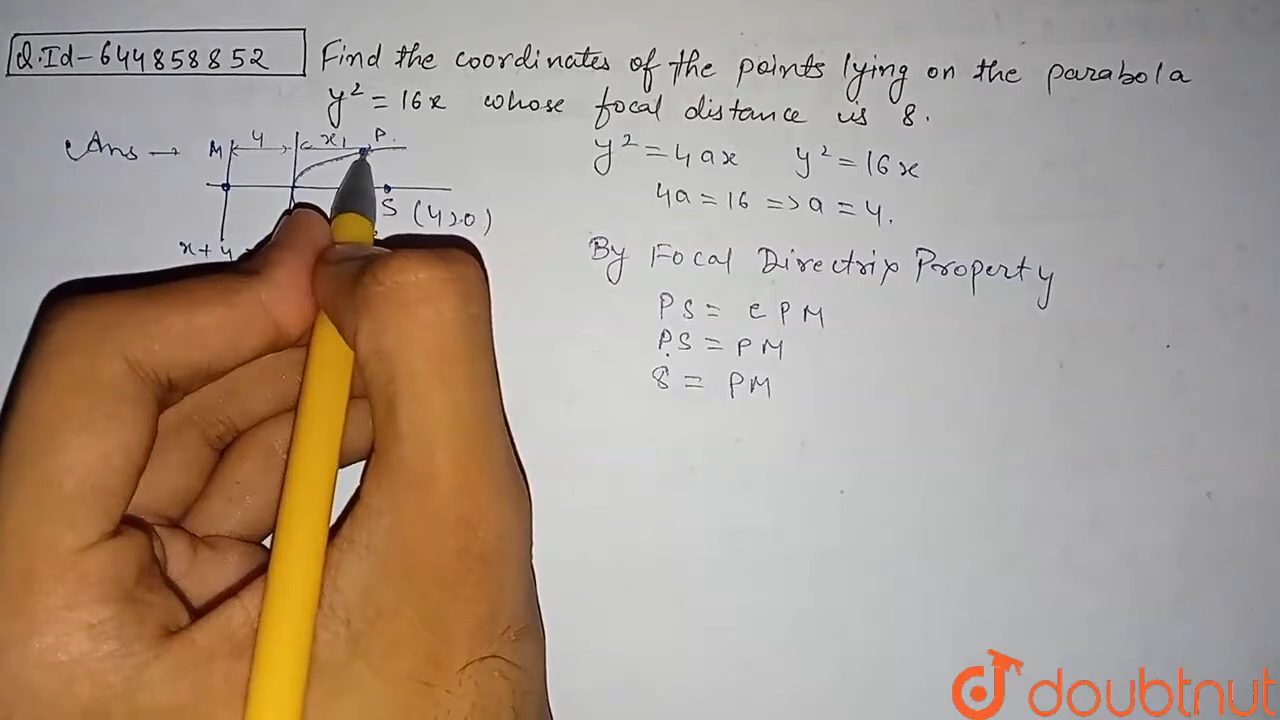 Q.Id-644858852
Find the coordinates of the points lying on the parabola
y² = 16x whose focal distance is 8.
Ans →
M 4 x₁ P.
S (4,0)
x+4
y² = 4ax y² = 16x
4a = 16 => a = 4.
By Focal Directrix Property
PS = e PM
PS = PM
8 = PM
doubtnut